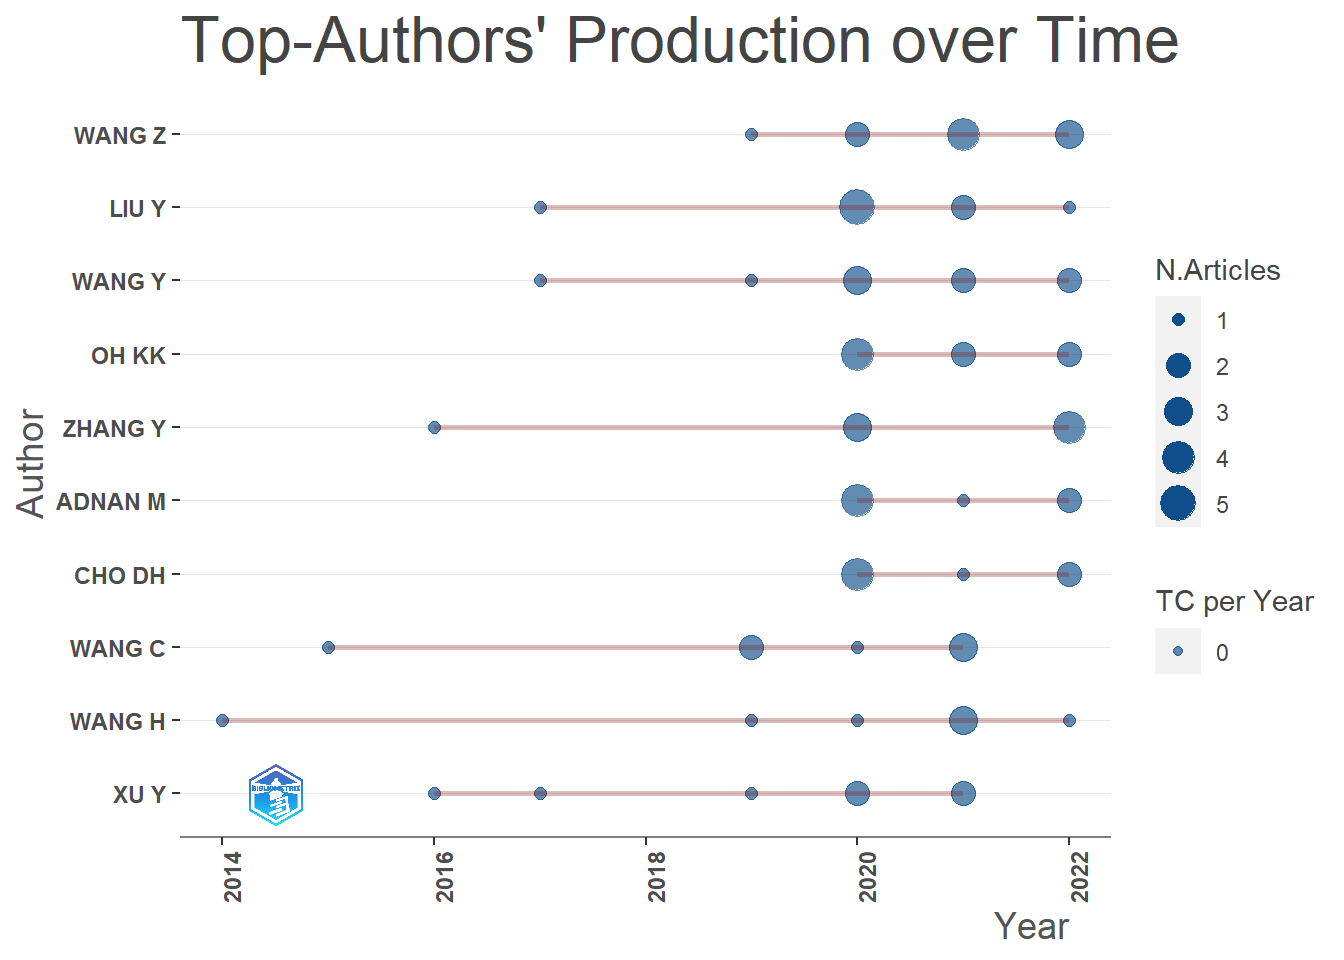 Top-Authors' Production over Time
WANG Z
LIU Y
WANG Y
OH KK
ZHANG Y
ADNAN M
CHO DH
WANG C
WANG H
XU Y
Author
BIBLIOMETRIX
2014
2016
2018
2020
2022
Year
N.Articles
1
2
3
4
5
TC per Year
0